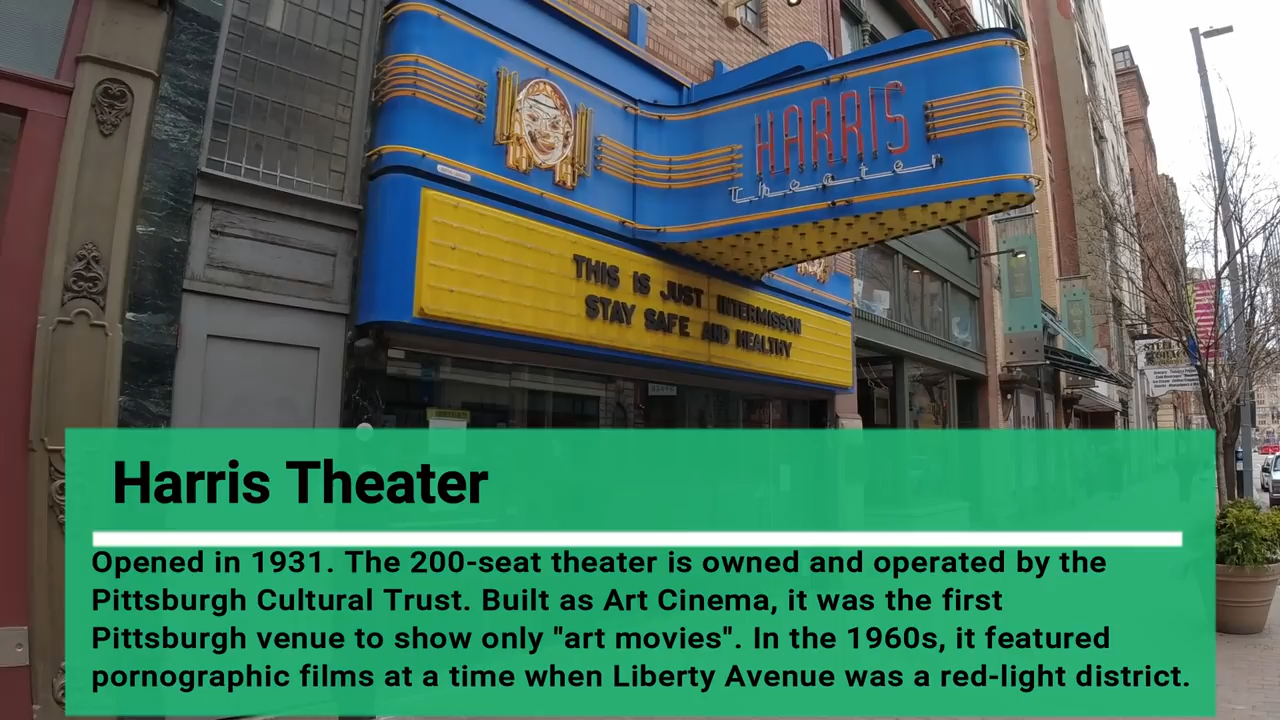 HARRIS
Theater
THIS IS JUST INTERMISSON
STAY SAFE AND HEALTHY
Harris Theater
Opened in 1931. The 200-seat theater is owned and operated by the
Pittsburgh Cultural Trust. Built as Art Cinema, it was the first
Pittsburgh venue to show only "art movies". In the 1960s, it featured
pornographic films at a time when Liberty Avenue was a red-light district.